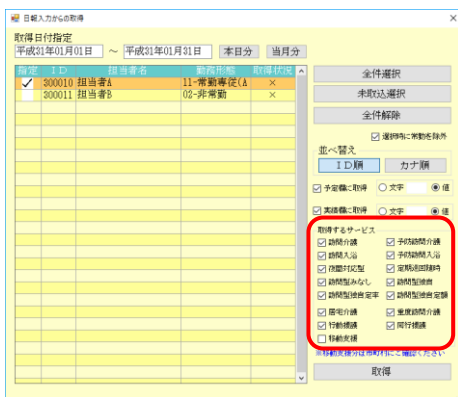 日報入力からの取得
取得日付指定
平成31年01月01日 ～ 平成31年01月31日 本日分 当月分
指定 ID 担当者名 勤務形態 取得状況
300010 担当者A 11-常勤専従(A ×
300011 担当者B 02-非常勤 ×
全件選択
未取込選択
全件解除
選択時に常勤を除外
並べ替え
ID順 カナ順
予定欄に取得 文字 値
実績欄に取得 文字 値
取得するサービス
訪問介護 予防訪問介護
訪問入浴 予防訪問入浴
夜間対応型 定期巡回随時
訪問型みなし 訪問型独自
訪問型独自定率 訪問型独自定額
居宅介護 重度訪問介護
行動援護 同行援護
移動支援
※移動支援分は市町村にご確認ください
取得